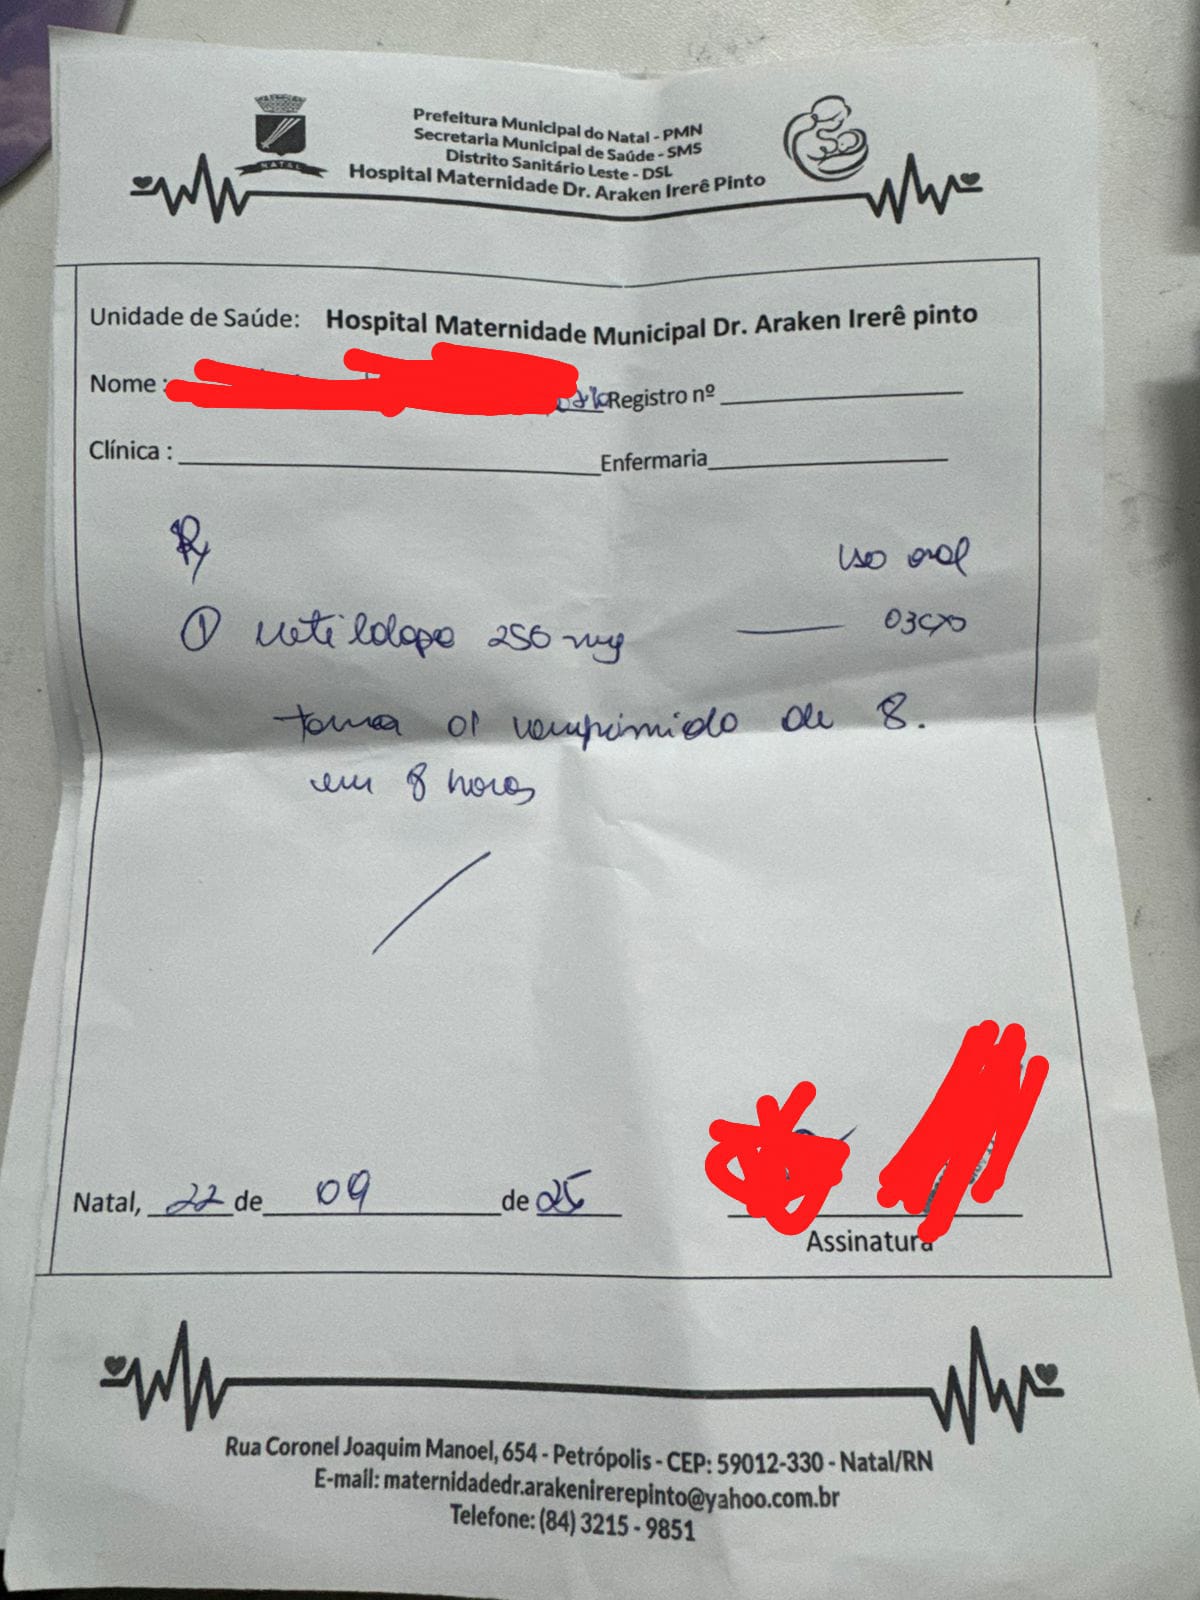 Prefeitura Municipal do Natal - PMN
Secretaria Municipal de Saúde - SMS
Distrito Sanitário Leste - DSL
Hospital Maternidade Dr. Araken Irerê Pinto
NATAL
Unidade de Saúde: Hospital Maternidade Municipal Dr. Araken Irerê pinto
Nome : Registro nº
Clínica : Enfermaria
Rx
uso oral
① Metildopa 250 mg — 03cxs
tomar 01 comprimido de 8.
em 8 horas
Natal, 22 de 09 de 25
Assinatura
Rua Coronel Joaquim Manoel, 654 - Petrópolis - CEP: 59012-330 - Natal/RN
E-mail: maternidadedr.arakenirerepinto@yahoo.com.br
Telefone: (84) 3215 - 9851